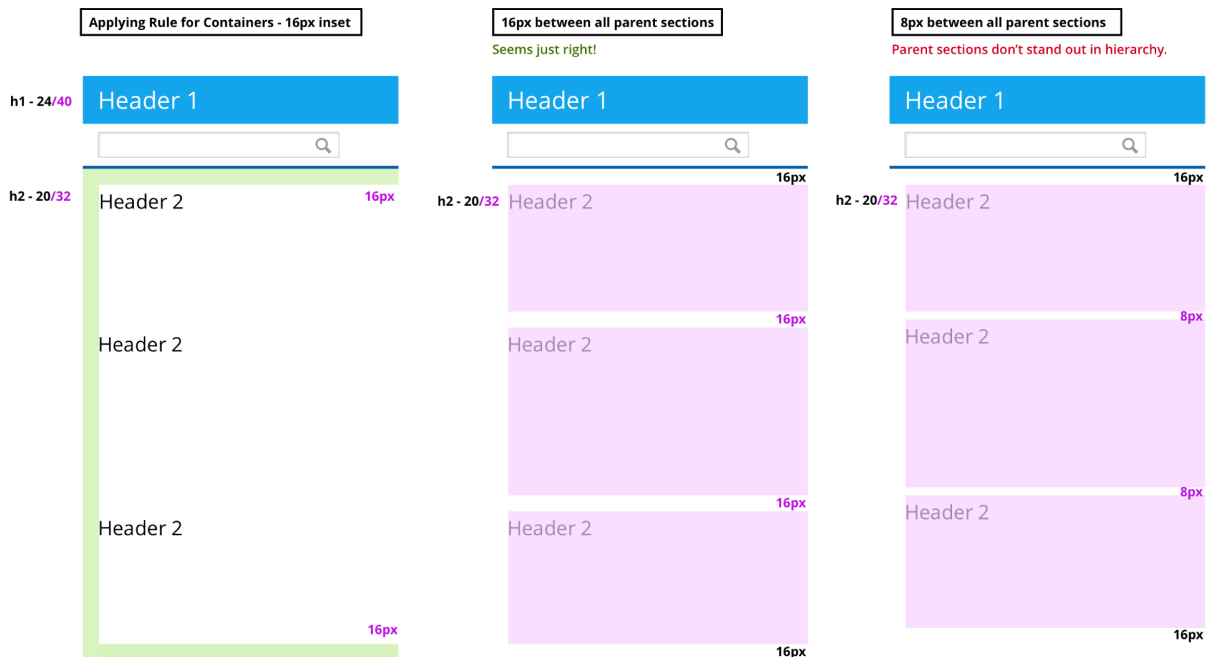 Applying Rule for Containers - 16px inset
h1 - 24/40
Header 1
h2 - 20/32
Header 2
16px
Header 2
Header 2
16px
16px between all parent sections
Seems just right!
Header 1
16px
h2 - 20/32
Header 2
16px
Header 2
16px
Header 2
16px
8px between all parent sections
Parent sections don’t stand out in hierarchy.
Header 1
16px
h2 - 20/32
Header 2
8px
Header 2
8px
Header 2
16px